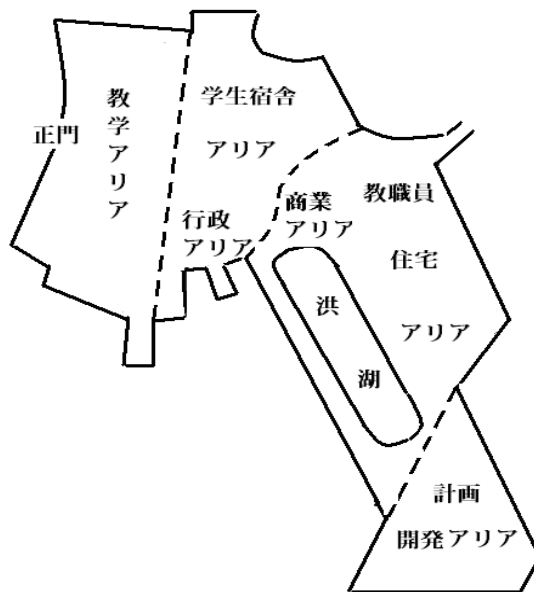 正門
教学アリア
学生宿舎
アリア
行政
アリア
商業
アリア
教職員
住宅
アリア
洪
湖
計画
開発アリア